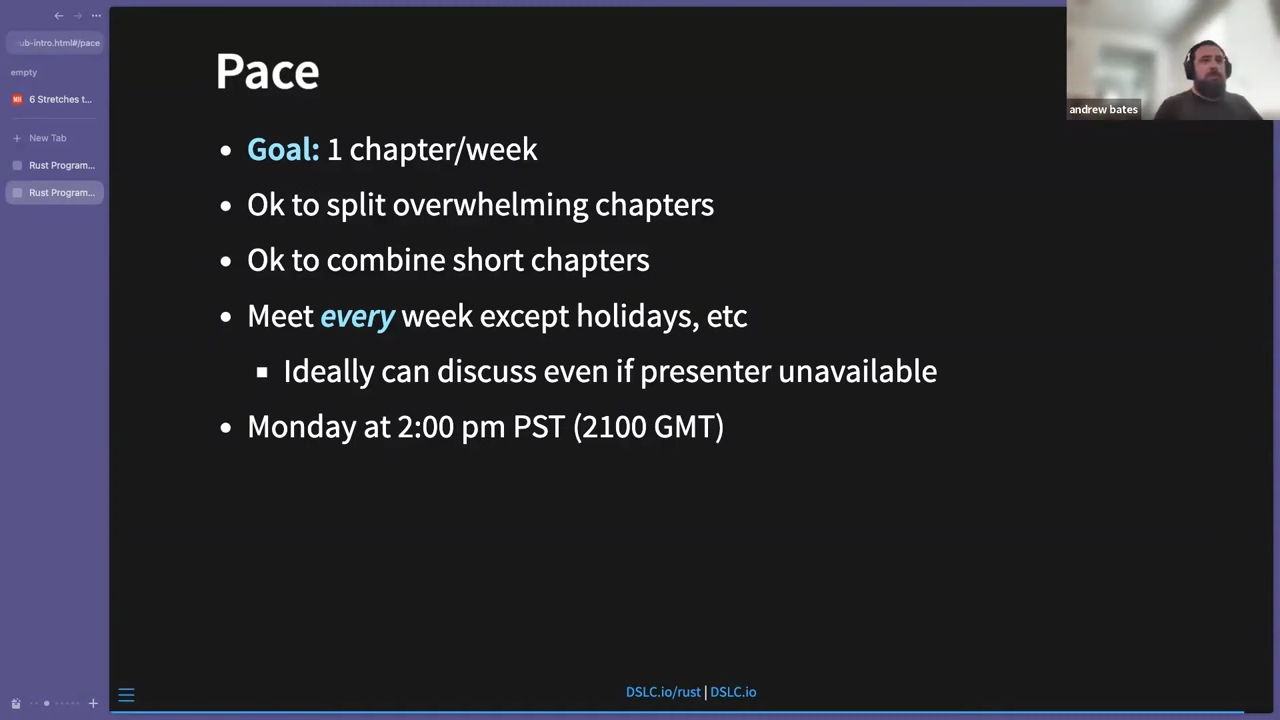 ub-intro.html#/pace
empty
6 Stretches t...
New Tab
Rust Program...
Rust Program...
Pace
Goal: 1 chapter/week
Ok to split overwhelming chapters
Ok to combine short chapters
Meet every week except holidays, etc
Ideally can discuss even if presenter unavailable
Monday at 2:00 pm PST (2100 GMT)
DSLC.io/rust | DSLC.io
andrew bates